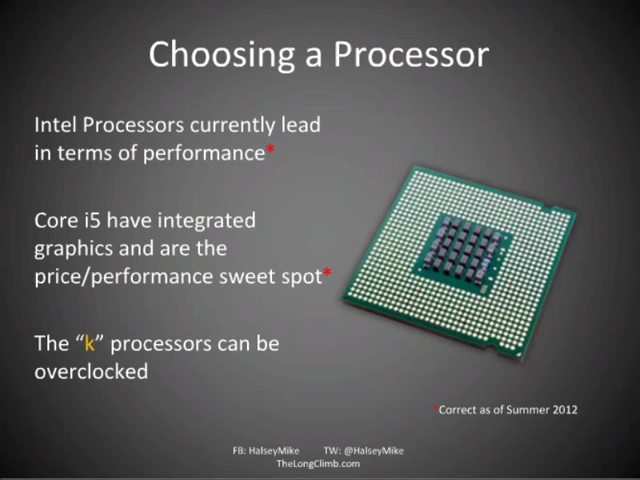 Choosing a Processor
Intel Processors currently lead
in terms of performance*
Core i5 have integrated
graphics and are the
price/performance sweet spot*
The “k” processors can be
overclocked
*Correct as of Summer 2012
FB: HalseyMike TW: @HalseyMike
TheLongClimb.com